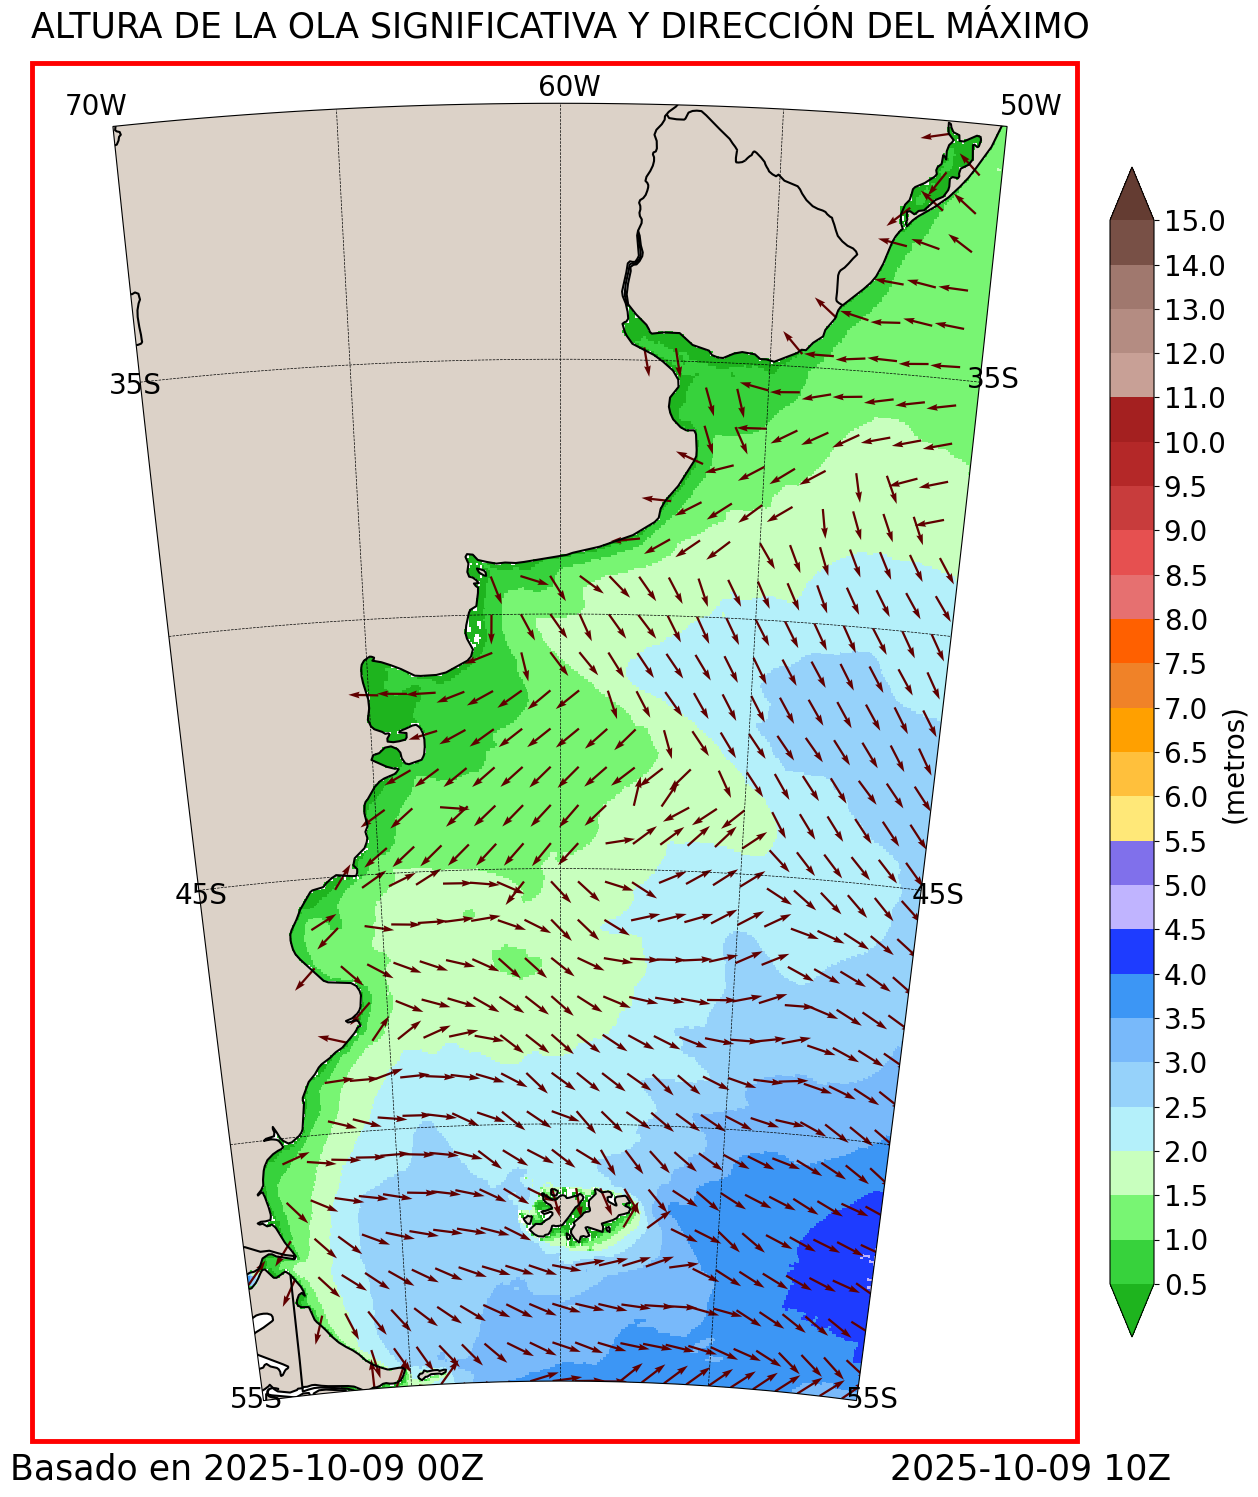 ALTURA DE LA OLA SIGNIFICATIVA Y DIRECCIÓN DEL MÁXIMO
70W
60W
50W
35S
35S
45S
45S
55S
55S
15.0
14.0
13.0
12.0
11.0
10.0
9.5
9.0
8.5
8.0
7.5
7.0
6.5
6.0
5.5
5.0
4.5
4.0
3.5
3.0
2.5
2.0
1.5
1.0
0.5
(metros)
Basado en 2025-10-09 00Z
2025-10-09 10Z